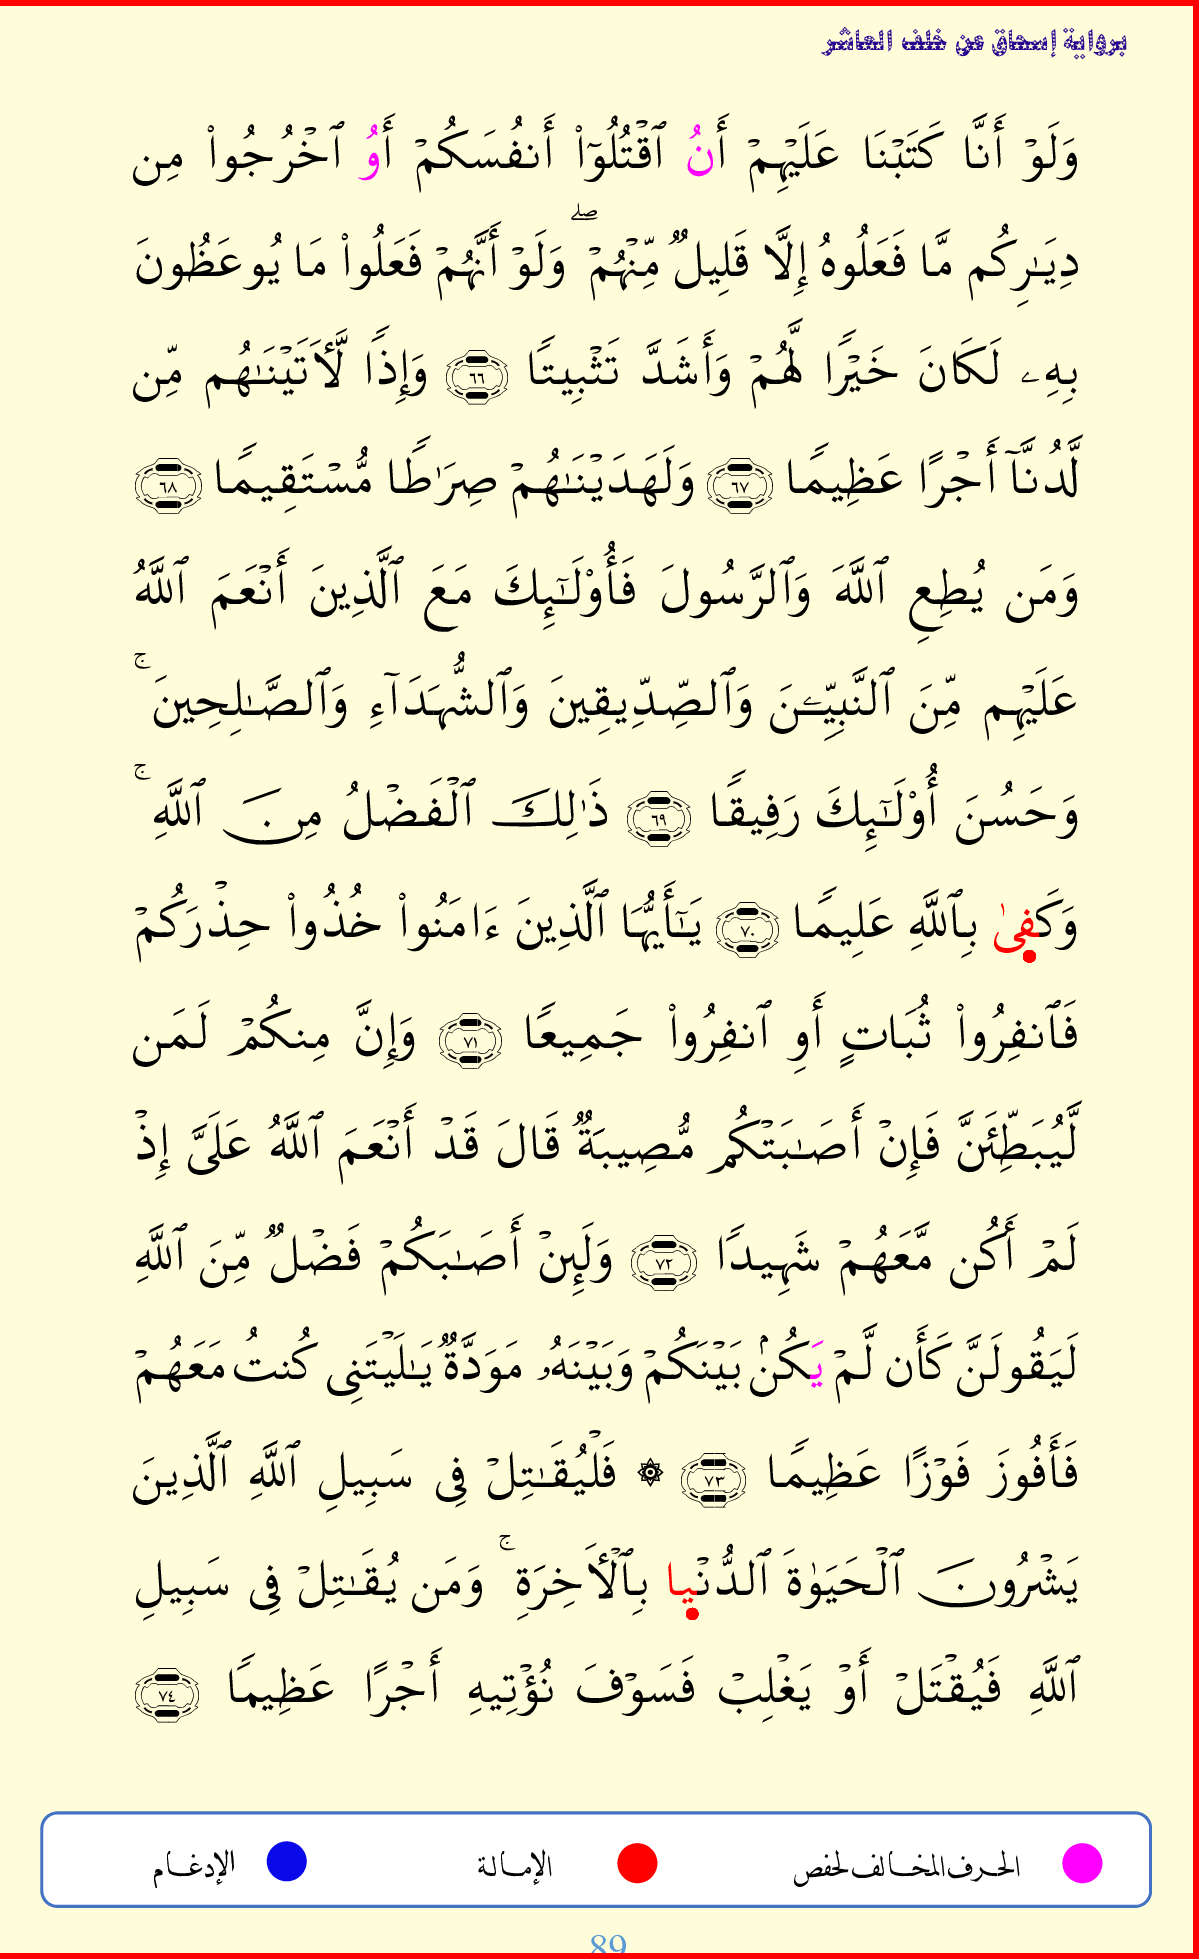 برواية إسحاق عن خلف العاشر
وَلَوۡ أَنَّا كَتَبۡنَا عَلَيۡهِمۡ أَنُ ٱقۡتُلُوٓاْ أَنفُسَكُمۡ أَوُ ٱخۡرُجُواْ مِن
دِيَٰرِكُم مَّا فَعَلُوهُ إِلَّا قَلِيلٌ مِّنۡهُمۡۖ وَلَوۡ أَنَّهُمۡ فَعَلُواْ مَا يُوعَظُونَ
بِهِۦ لَكَانَ خَيۡرًا لَّهُمۡ وَأَشَدَّ تَثۡبِيتًا ٦٦ وَإِذًا لَّأٓتَيۡنَٰهُم مِّن
لَّدُنَّآ أَجۡرًا عَظِيمًا ٦٧ وَلَهَدَيۡنَٰهُمۡ صِرَٰطًا مُّسۡتَقِيمًا ٦٨
وَمَن يُطِعِ ٱللَّهَ وَٱلرَّسُولَ فَأُوْلَٰٓئِكَ مَعَ ٱلَّذِينَ أَنۡعَمَ ٱللَّهُ
عَلَيۡهِم مِّنَ ٱلنَّبِيِّـۧنَ وَٱلصِّدِّيقِينَ وَٱلشُّهَدَآءِ وَٱلصَّٰلِحِينَۚ
وَحَسُنَ أُوْلَٰٓئِكَ رَفِيقًا ٦٩ ذَٰلِكَ ٱلۡفَضۡلُ مِنَ ٱللَّهِۚ
وَكَفِىٰ بِٱللَّهِ عَلِيمًا ٧٠ يَٰٓأَيُّهَا ٱلَّذِينَ ءَامَنُواْ خُذُواْ حِذۡرَكُمۡ
فَٱنفِرُواْ ثُبَاتٍ أَوِ ٱنفِرُواْ جَمِيعًا ٧١ وَإِنَّ مِنكُمۡ لَمَن
لَّيُبَطِّئَنَّ فَإِنۡ أَصَٰبَتۡكُم مُّصِيبَةٌ قَالَ قَدۡ أَنۡعَمَ ٱللَّهُ عَلَيَّ إِذۡ
لَمۡ أَكُن مَّعَهُمۡ شَهِيدًا ٧٢ وَلَئِنۡ أَصَٰبَكُمۡ فَضۡلٌ مِّنَ ٱللَّهِ
لَيَقُولَنَّ كَأَن لَّمۡ يَكُنۢ بَيۡنَكُمۡ وَبَيۡنَهُۥ مَوَدَّةٌ يَٰلَيۡتَنِى كُنتُ مَعَهُمۡ
فَأَفُوزَ فَوۡزًا عَظِيمًا ٧٣ ۞ فَلۡيُقَٰتِلۡ فِى سَبِيلِ ٱللَّهِ ٱلَّذِينَ
يَشۡرُونَ ٱلۡحَيَوٰةَ ٱلدُّنۡيِا بِٱلۡأٓخِرَةِۚ وَمَن يُقَٰتِلۡ فِى سَبِيلِ
ٱللَّهِ فَيُقۡتَلۡ أَوۡ يَغۡلِبۡ فَسَوۡفَ نُؤۡتِيهِ أَجۡرًا عَظِيمًا ٧٤
الحرف المخالف لحفص الإمالة الإدغام
89